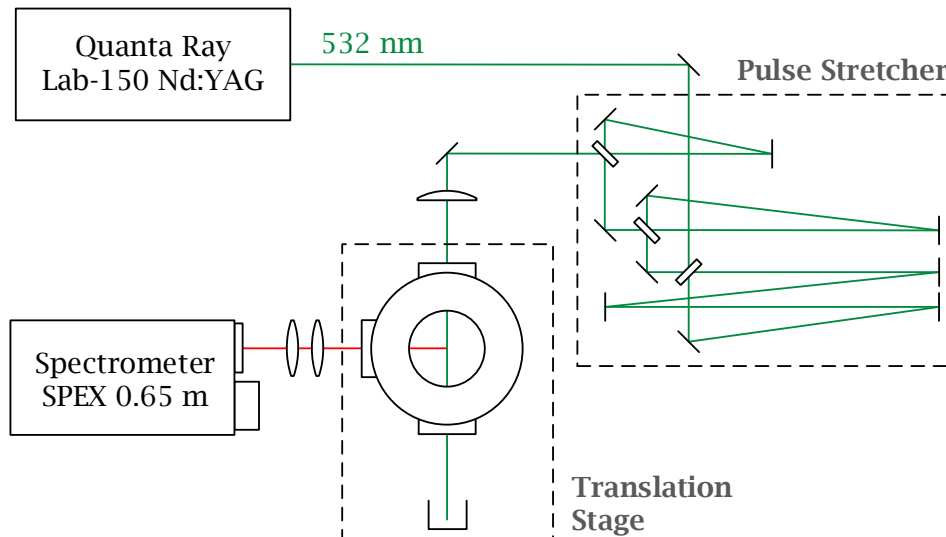 Quanta Ray
Lab-150 Nd:YAG
532 nm
Pulse Stretcher
Spectrometer
SPEX 0.65 m
Translation
Stage